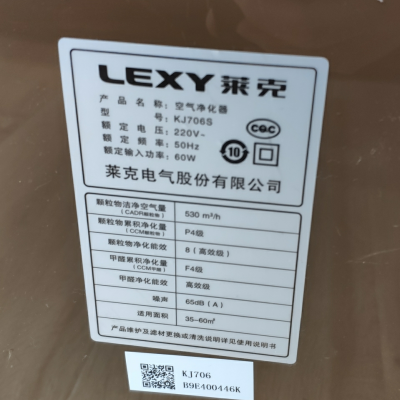 LEXY莱克
产品名称：空气净化器
型号：KJ706S
额定电压：220V~
额定频率：50Hz
额定输入功率：60W
CQC
10
莱克电气股份有限公司
颗粒物洁净空气量 530 m³/h
(CADR颗粒物)
颗粒物累积净化量 P4级
(CCM颗粒物)
颗粒物净化能效 8（高效级）
甲醛累积净化量 F4级
(CCM甲醛)
甲醛净化能效 高效级
噪声 65dB（A）
适用面积 35-60m²
产品维护及滤材更换或清洗说明详见说明书
KJ706
B9E400446K